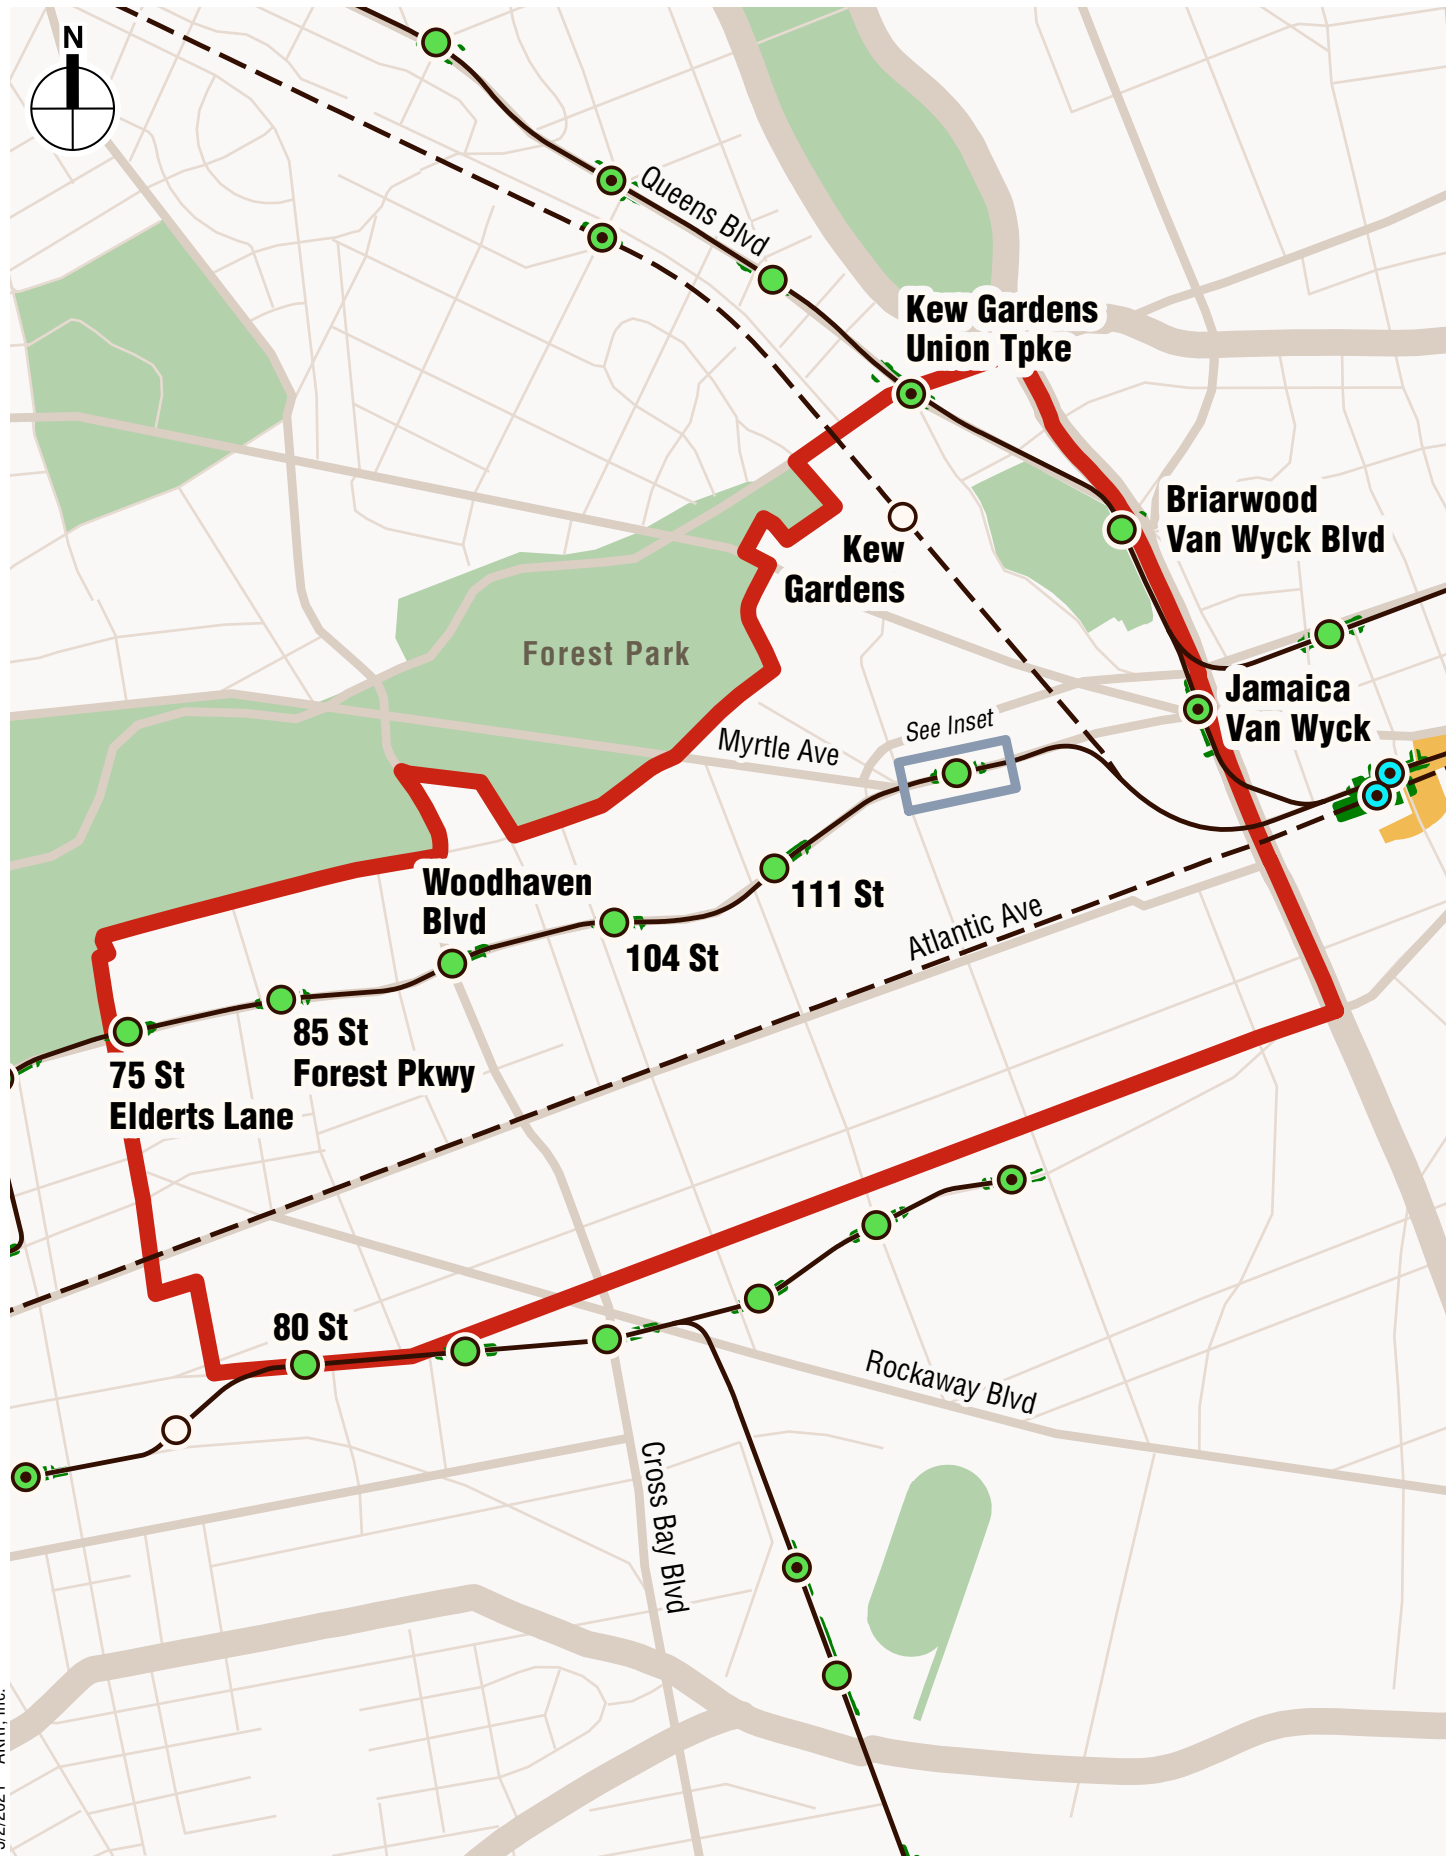 N
Queens Blvd
Kew Gardens
Union Tpke
Briarwood
Van Wyck Blvd
Kew
Gardens
Forest Park
Jamaica
Van Wyck
See Inset
Myrtle Ave
Woodhaven
Blvd
111 St
104 St
Atlantic Ave
85 St
Forest Pkwy
75 St
Elderts Lane
80 St
Rockaway Blvd
Cross Bay Blvd